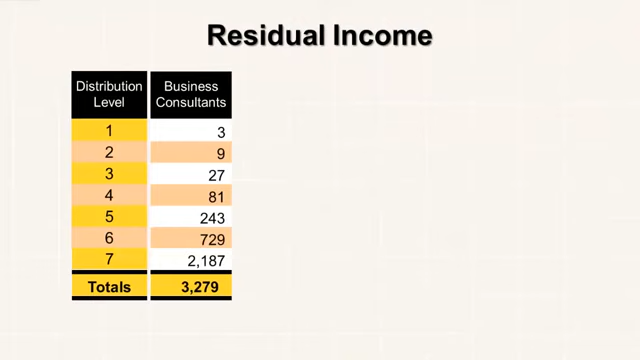 Residual Income
Distribution Level Business Consultants
1 3
2 9
3 27
4 81
5 243
6 729
7 2,187
Totals 3,279